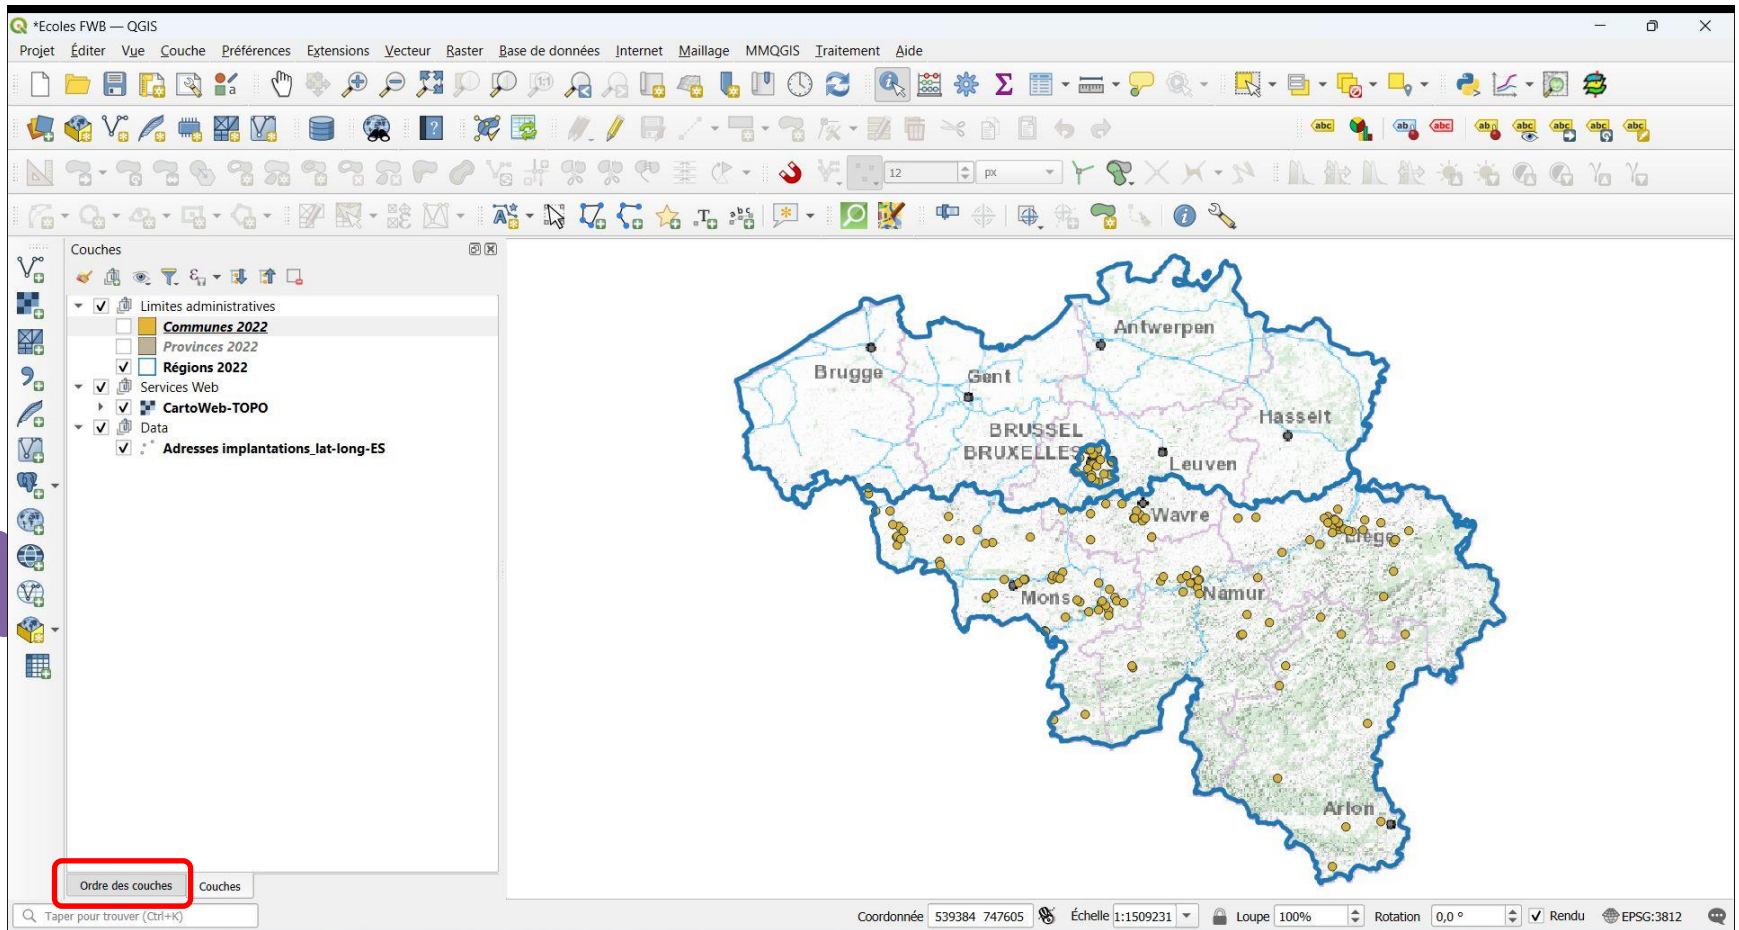 *Ecoles FWB — QGIS
Projet Éditer Vue Couche Préférences Extensions Vecteur Raster Base de données Internet Maillage MMQGIS Traitement Aide
12 px
Couches
Limites administratives
Communes 2022
Provinces 2022
Régions 2022
Services Web
CartoWeb-TOPO
Data
Adresses implantations_lat-long-ES
Antwerpen
Brugge
Gent
Hasselt
BRUSSEL
BRUXELLES
Leuven
Wavre
Liège
Mons
Namur
Arlon
Ordre des couches Couches
Taper pour trouver (Ctrl+K)
Coordonnée 539384 747605 Échelle 1:1509231 Loupe 100% Rotation 0,0 ° Rendu EPSG:3812